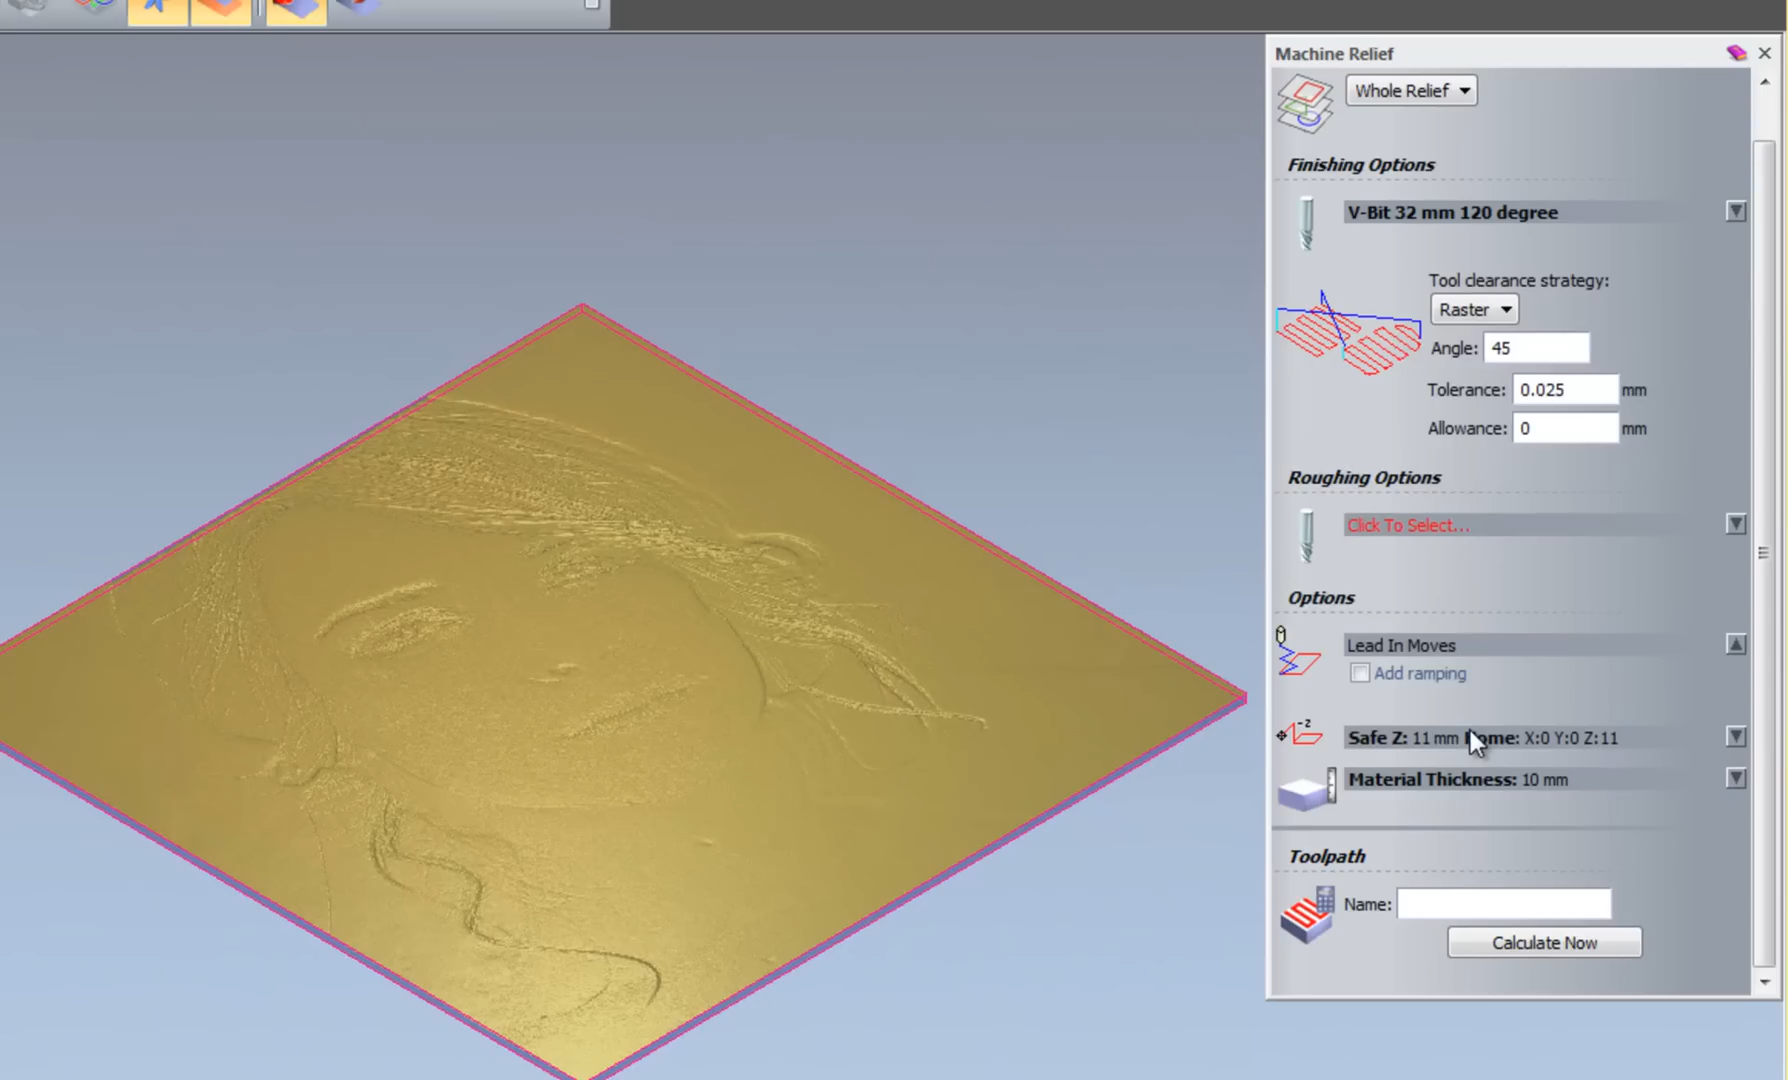 Machine Relief
Whole Relief
Finishing Options
V-Bit 32 mm 120 degree
Tool clearance strategy:
Raster
Angle: 45
Tolerance: 0.025 mm
Allowance: 0 mm
Roughing Options
Click To Select...
Options
Lead In Moves
Add ramping
-z
Safe Z: 11 mm Home: X:0 Y:0 Z:11
Material Thickness: 10 mm
Toolpath
Name:
Calculate Now